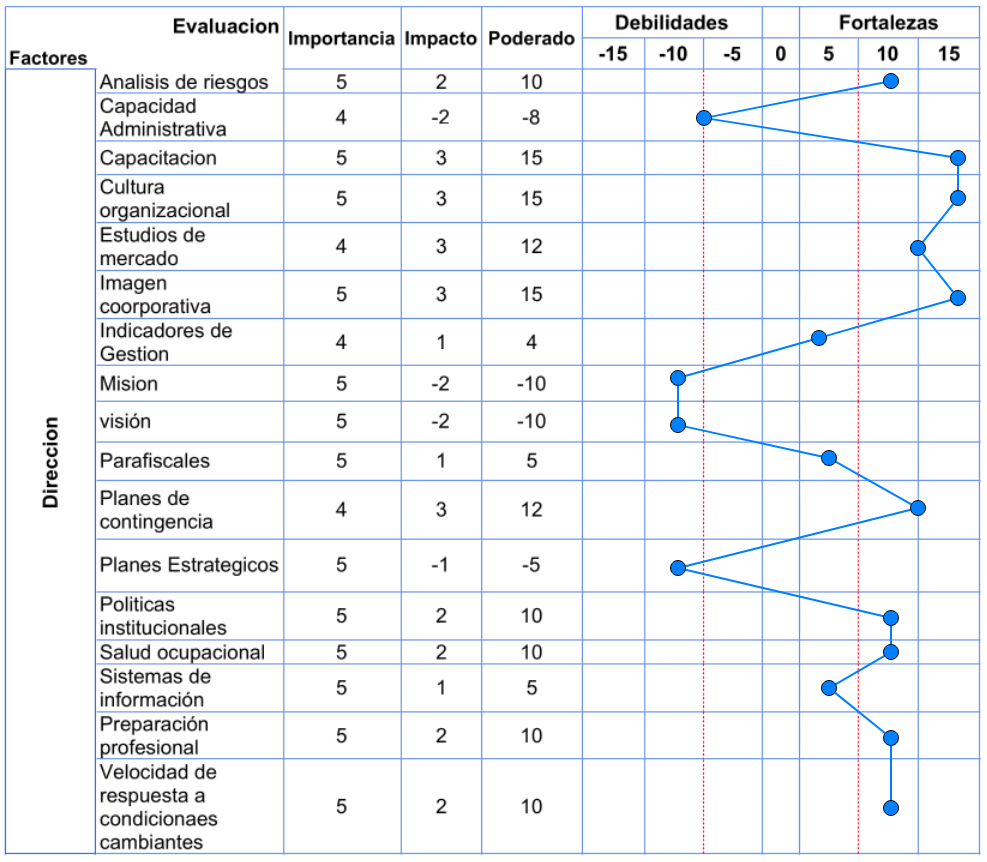 Evaluacion
Factores
Importancia Impacto Poderado
Debilidades Fortalezas
-15 -10 -5 0 5 10 15
Direccion
Analisis de riesgos 5 2 10
Capacidad
Administrativa 4 -2 -8
Capacitacion 5 3 15
Cultura
organizacional 5 3 15
Estudios de
mercado 4 3 12
Imagen
coorporativa 5 3 15
Indicadores de
Gestion 4 1 4
Mision 5 -2 -10
visión 5 -2 -10
Parafiscales 5 1 5
Planes de
contingencia 4 3 12
Planes Estrategicos 5 -1 -5
Politicas
institucionales 5 2 10
Salud ocupacional 5 2 10
Sistemas de
información 5 1 5
Preparación
profesional 5 2 10
Velocidad de
respuesta a
condicionaes
cambiantes 5 2 10